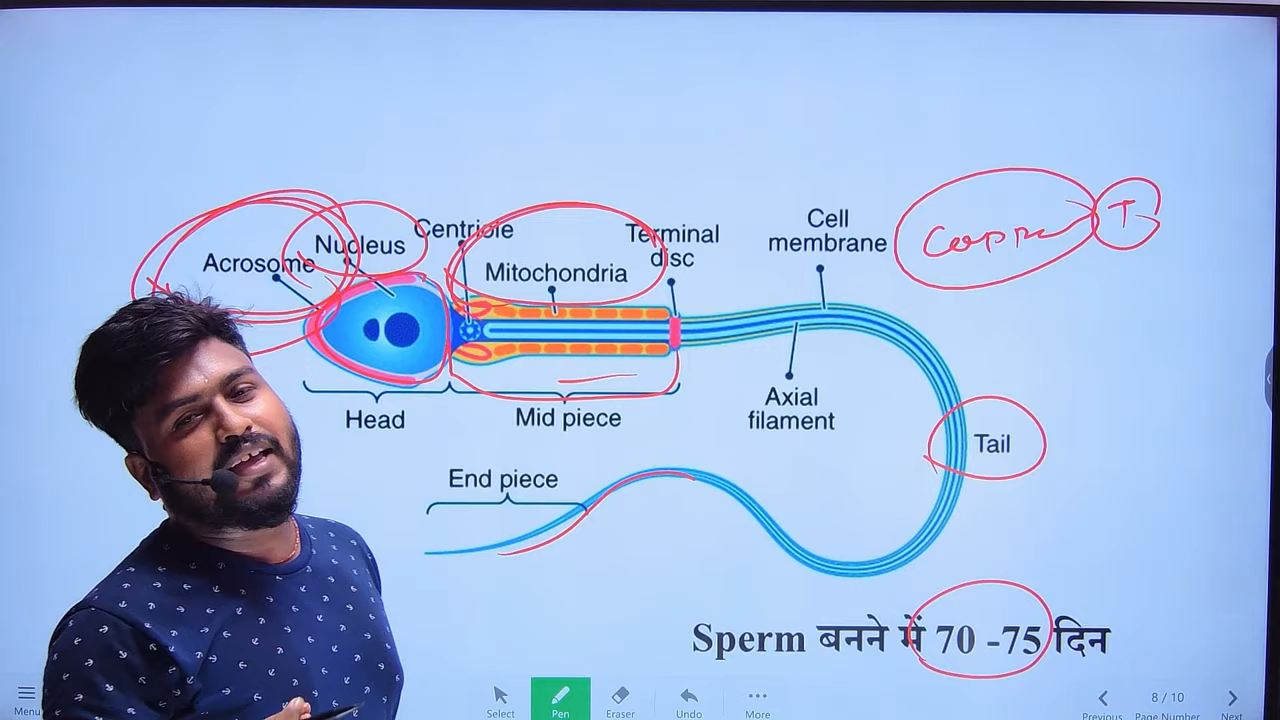 Cell
membrane
Copper T
Centriole
Terminal
disc
Nucleus
Mitochondria
Acrosome
Axial
filament
Head
Mid piece
Tail
End piece
Sperm बनने में 70 -75 दिन
Menu
Select
Pen
Eraser
Undo
More
Previous
8 / 10
Page Number
Next